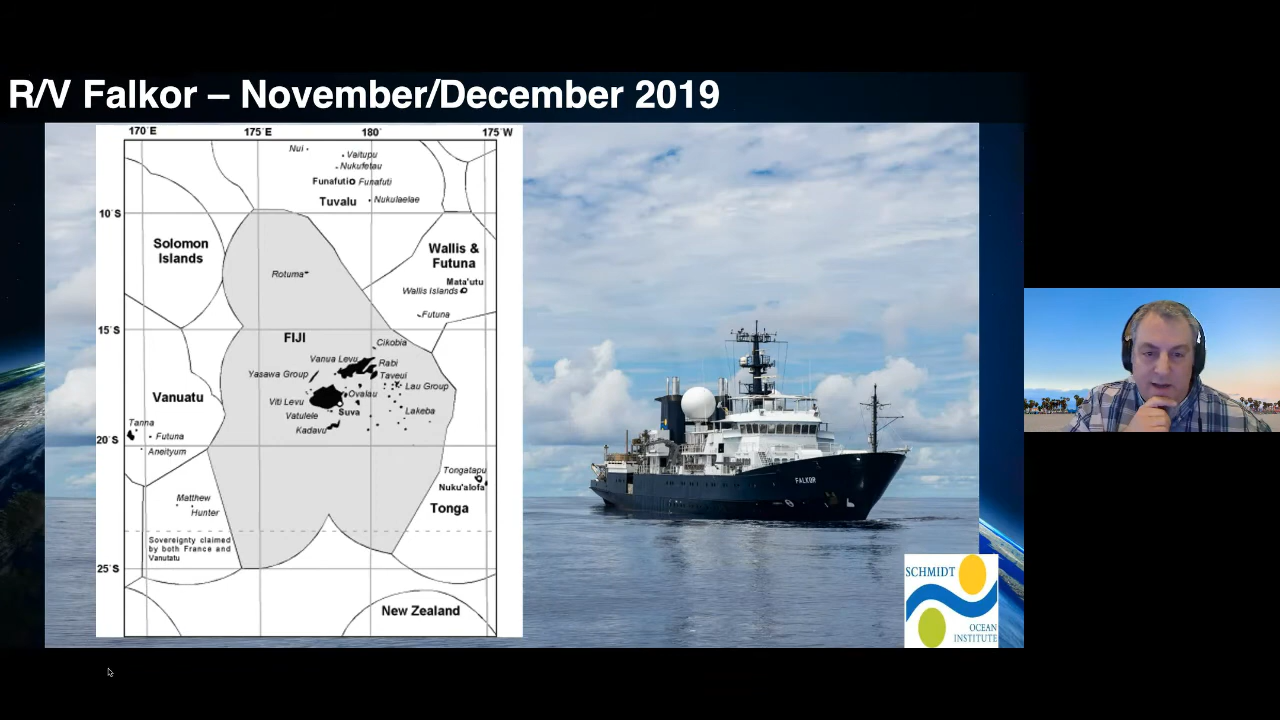 R/V Falkor – November/December 2019
170°E 175°E 180° 175°W
Nui
Vaitupu
Nukufetau
Funafuti Funafuti
Tuvalu Nukulaelae
10°S
Solomon
Islands
Wallis &
Futuna
Mata'utu
Rotuma
Wallis Islands
Futuna
15°S
FIJI
Cikobia
Vanua Levu
Rabi
Yasawa Group
Taveui
Lau Group
Vanuatu
Viti Levu
Ovalau
Suva
Vatulele
Lakeba
Tanna
Kadavu
Futuna
20°S
Aneityum
Tongatapu
Nuku'alofa
Matthew
Hunter
Tonga
Sovereignty claimed
by both France and
Vanutatu
25°S
New Zealand
FALKOR
SCHMIDT
OCEAN
INSTITUTE